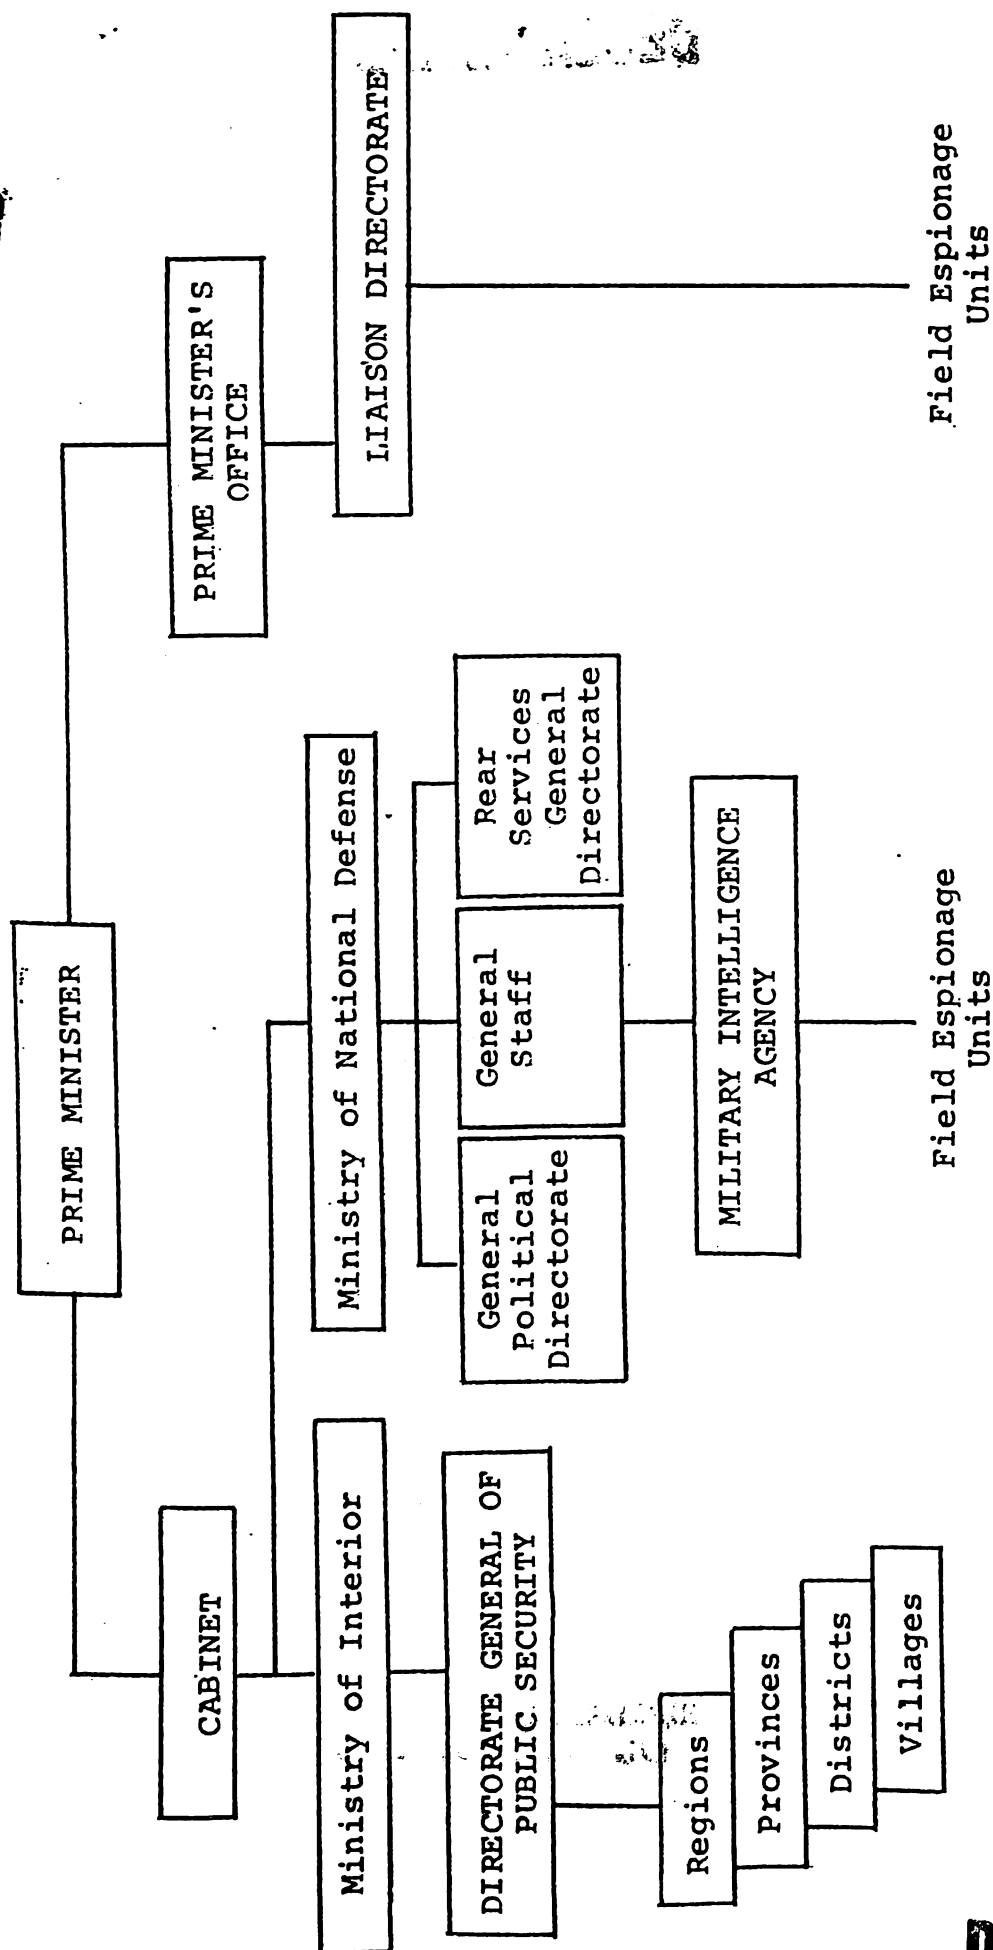 PRIME MINISTER
CABINET
PRIME MINISTER'S
OFFICE
Ministry of Interior
Ministry of National Defense
LIAISON DIRECTORATE
DIRECTORATE GENERAL OF
PUBLIC SECURITY
General
Political
Directorate
General
Staff
Rear
Services
General
Directorate
Regions
Provinces
Districts
Villages
MILITARY INTELLIGENCE
AGENCY
Field Espionage
Units
Field Espionage
Units